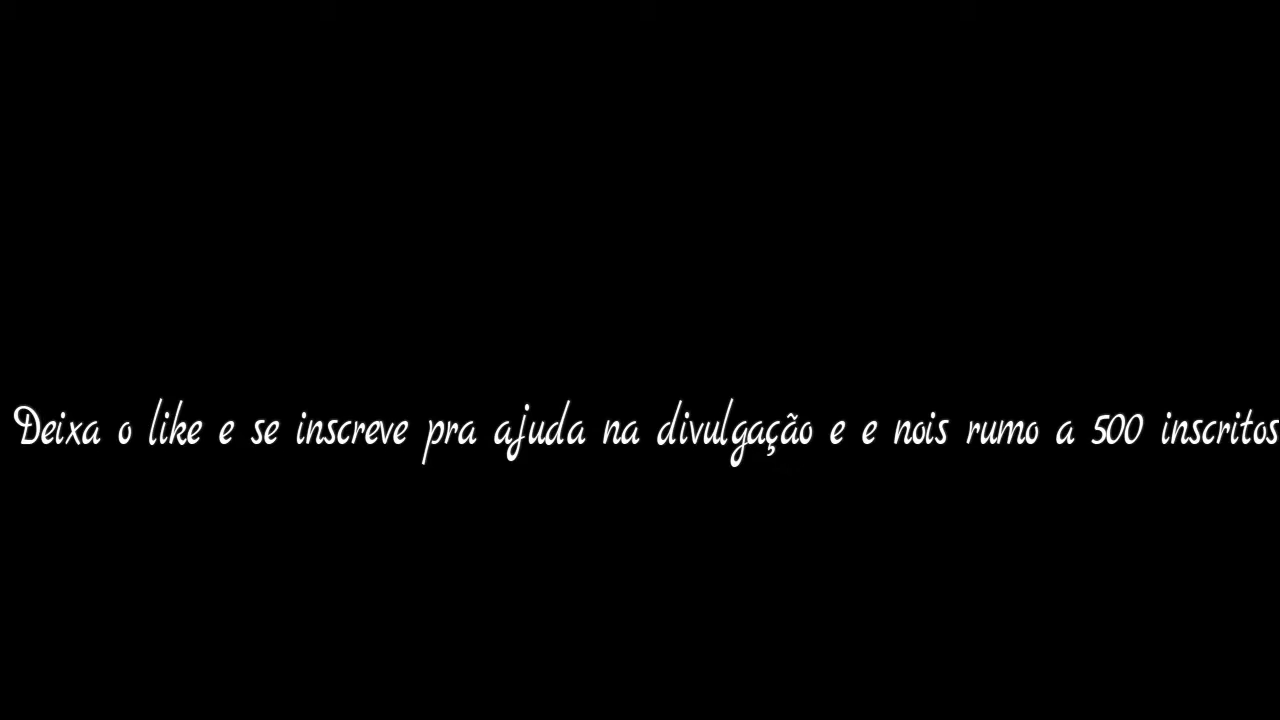 Deixa o like e se inscreve pra ajuda na divulgação e e nois rumo a 500 inscritos